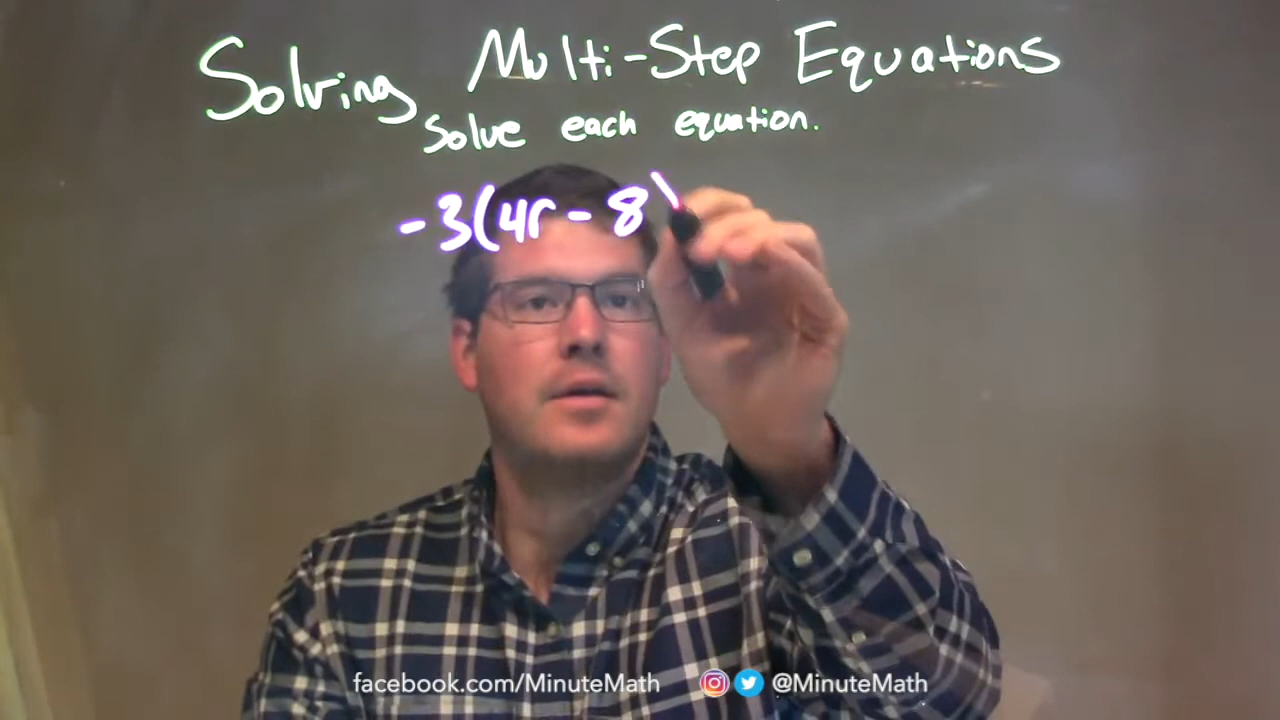 Solving Multi-Step Equations
Solve each equation.
-3(4r-8)
facebook.com/MinuteMath @MinuteMath